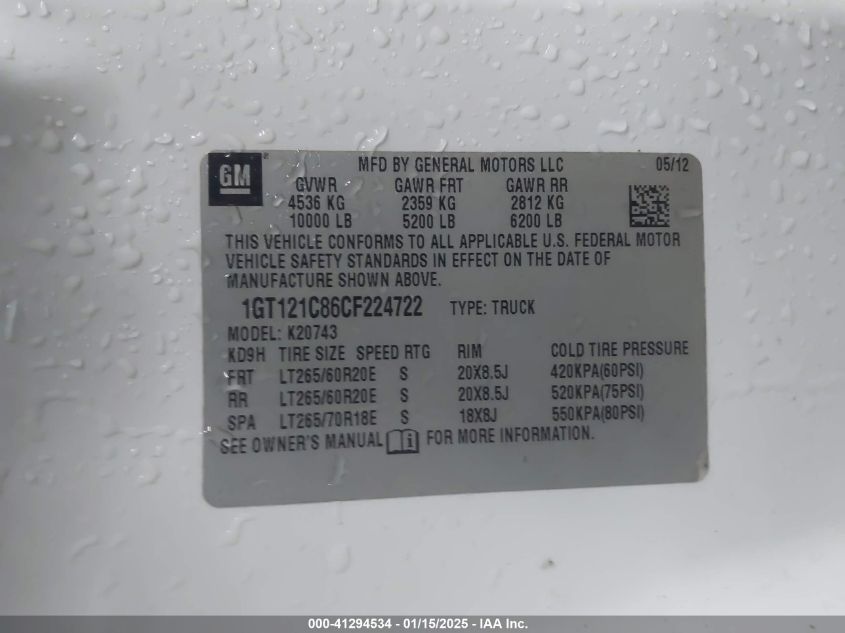 GM
MFD BY GENERAL MOTORS LLC 05/12
GVWR GAWR FRT GAWR RR
4536 KG 2359 KG 2812 KG
10000 LB 5200 LB 6200 LB
THIS VEHICLE CONFORMS TO ALL APPLICABLE U.S. FEDERAL MOTOR
VEHICLE SAFETY STANDARDS IN EFFECT ON THE DATE OF
MANUFACTURE SHOWN ABOVE.
1GT121C86CF224722 TYPE: TRUCK
MODEL: K20743
KD9H TIRE SIZE SPEED RTG RIM COLD TIRE PRESSURE
FRT LT265/60R20E S 20X8.5J 420KPA(60PSI)
RR LT265/60R20E S 20X8.5J 520KPA(75PSI)
SPA LT265/70R18E S 18X8J 550KPA(80PSI)
SEE OWNER'S MANUAL i FOR MORE INFORMATION.
000-41294534 - 01/15/2025 - IAA Inc.